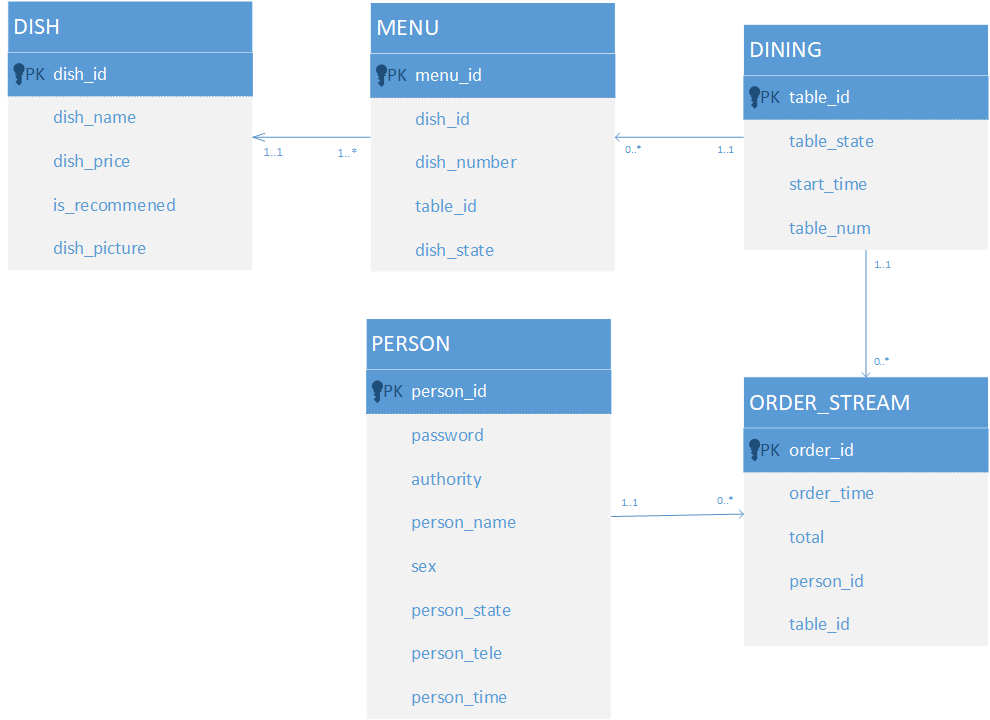 DISH
PK dish_id
dish_name
dish_price
is_recommened
dish_picture
MENU
PK menu_id
dish_id
dish_number
table_id
dish_state
DINING
PK table_id
table_state
start_time
table_num
1..1
1..*
0..*
1..1
1..1
0..*
PERSON
PK person_id
password
authority
person_name
sex
person_state
person_tele
person_time
1..1
0..*
ORDER_STREAM
PK order_id
order_time
total
person_id
table_id